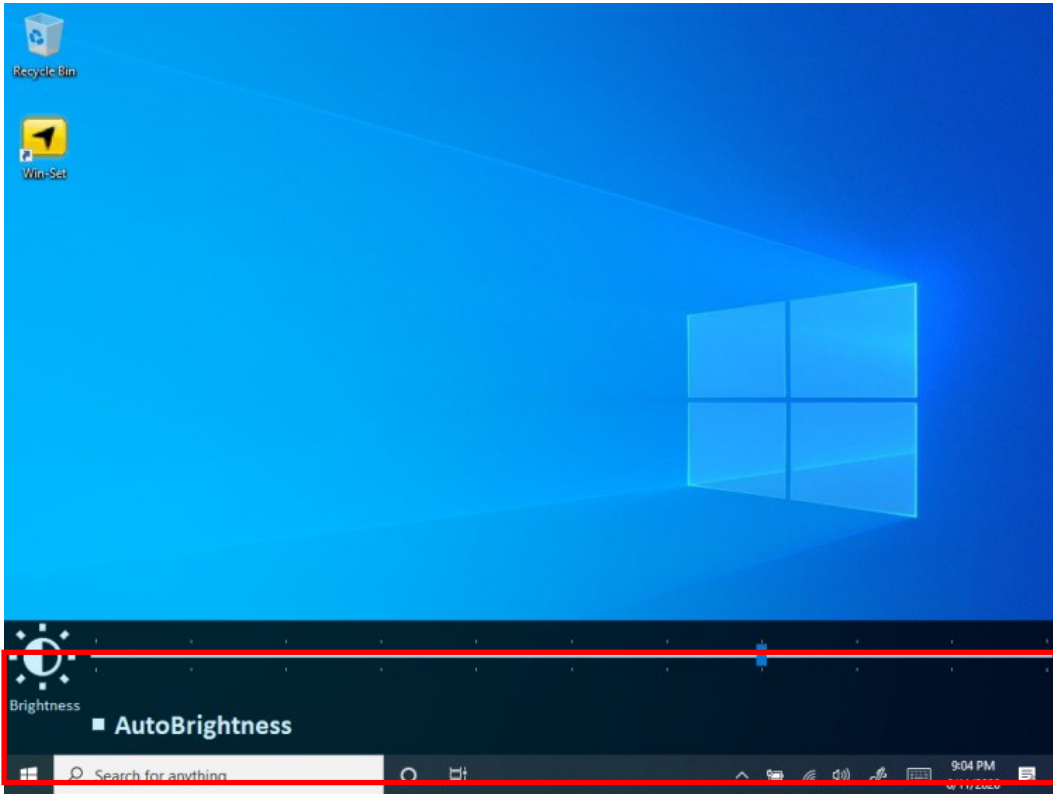 Recycle Bin
Win-Set
Brightness
AutoBrightness
Search for anything
9:04 PM